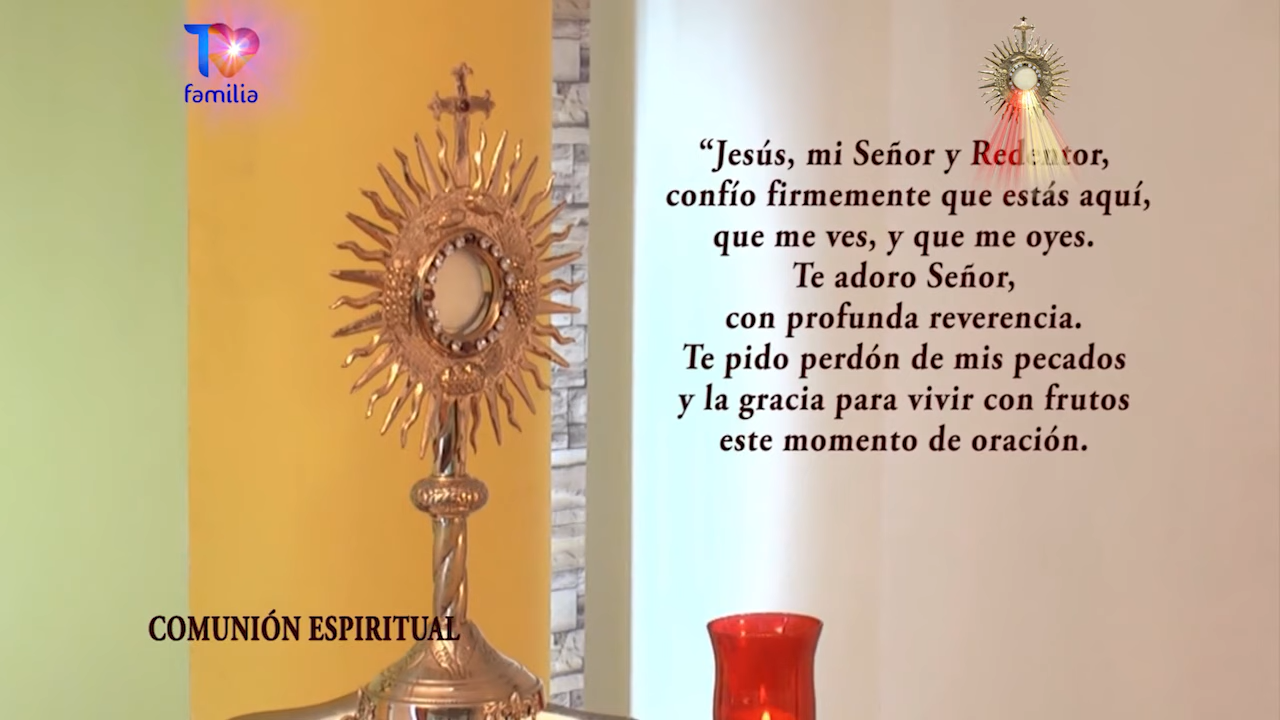 TV
familia
“Jesús, mi Señor y Redentor,
confío firmemente que estás aquí,
que me ves, y que me oyes.
Te adoro Señor,
con profunda reverencia.
Te pido perdón de mis pecados
y la gracia para vivir con frutos
este momento de oración.
COMUNIÓN ESPIRITUAL